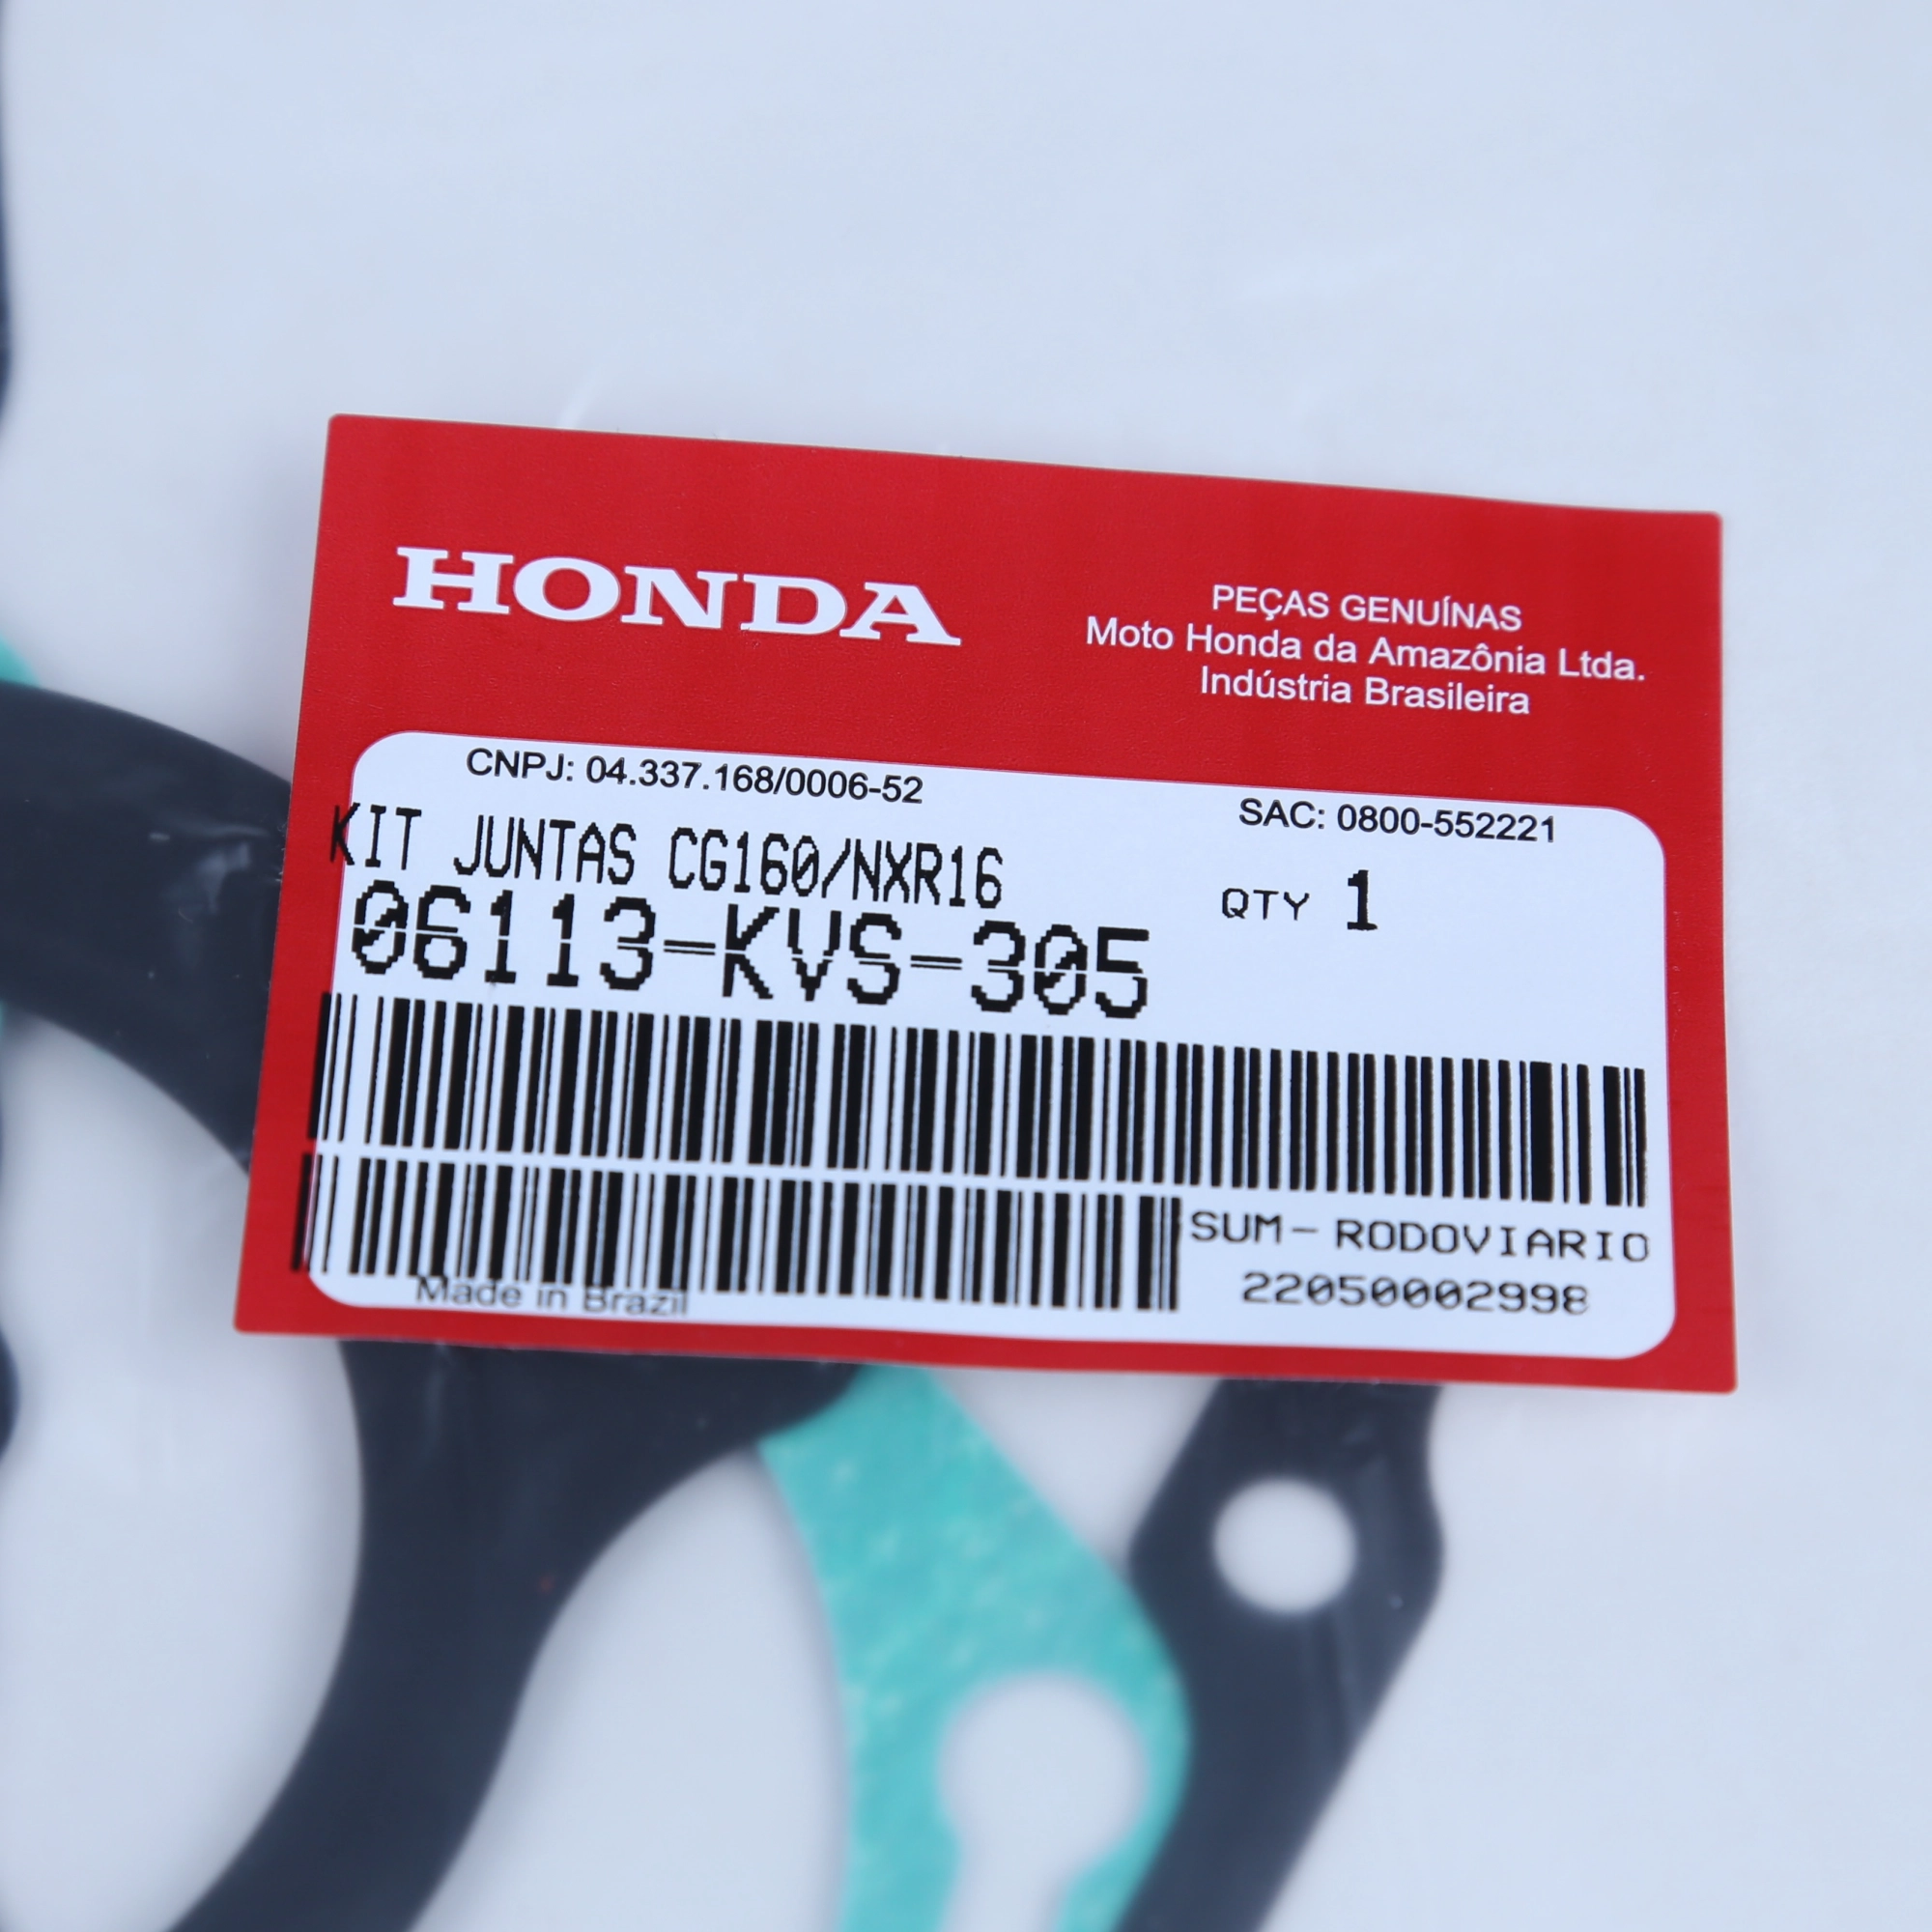 HONDA
PEÇAS GENUÍNAS
Moto Honda da Amazônia Ltda.
Indústria Brasileira
CNPJ: 04.337.168/0006-52
SAC: 0800-552221
KIT JUNTAS CG160/NXR16
QTY 1
06113-KVS-305
SUM-RODOVIARIO
22050002998
Made in Brazil